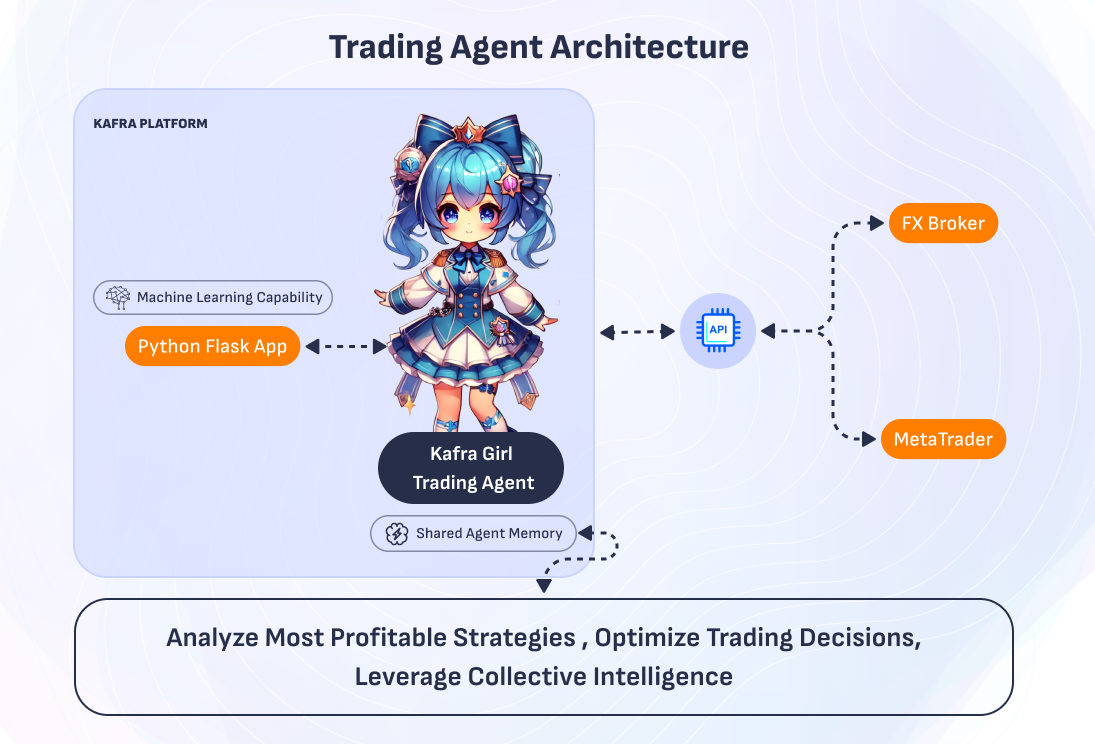 Trading Agent Architecture
KAFRA PLATFORM
Machine Learning Capability
Python Flask App
Kafra Girl
Trading Agent
Shared Agent Memory
API
FX Broker
MetaTrader
Analyze Most Profitable Strategies , Optimize Trading Decisions,
Leverage Collective Intelligence